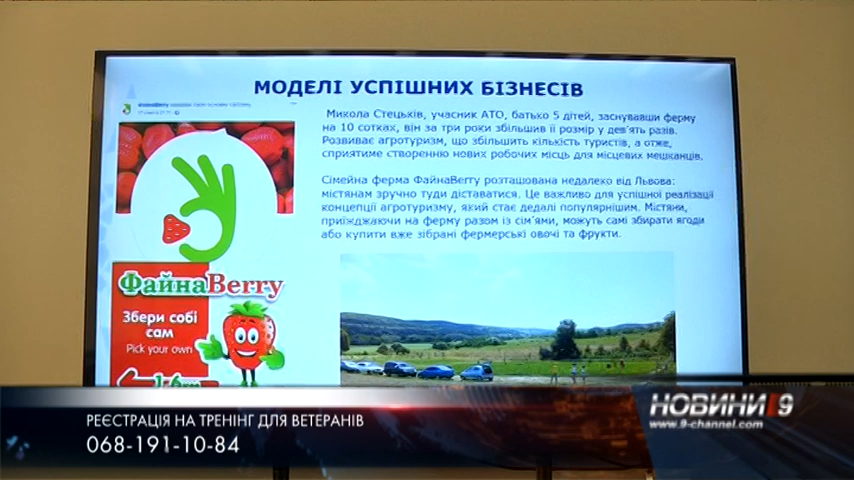 МОДЕЛІ УСПІШНИХ БІЗНЕСІВ
Микола Стецьків, учасник АТО, батько 5 дітей, заснувавши ферму
на 10 сотках, він за три роки збільшив її розмір у дев'ять разів.
Розвиває агротуризм, що збільшить кількість туристів, а отже,
сприятиме створенню нових робочих місць для місцевих мешканців.
Сімейна ферма ФайнаBerry розташована недалеко від Львова:
містянам зручно туди діставатися. Це важливо для успішної реалізації
концепції агротуризму, який стає дедалі популярнішим. Містяни,
приїжджаючи на ферму разом із сім'ями, можуть самі збирати ягоди
або купити вже зібрані фермерські овочі та фрукти.
ФайнаBerry
Збери собі
сам
Pick your own
РЕЄСТРАЦІЯ НА ТРЕНІНГ ДЛЯ ВЕТЕРАНІВ
068-191-10-84
НОВИНИ 9
www.9-channel.com